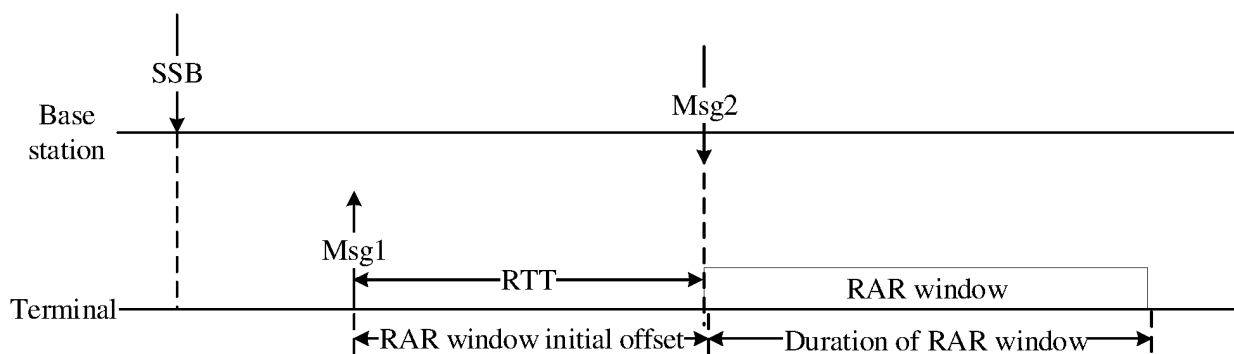 SSB
Msg2
Base
station
Msg1
RTT
RAR window
Terminal
RAR window initial offset
Duration of RAR window